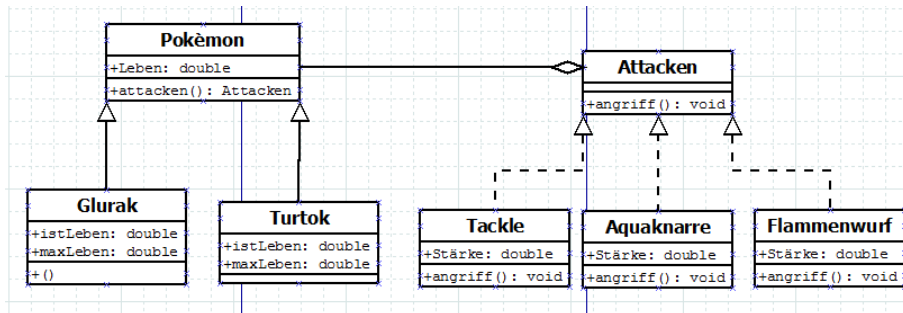 Pokèmon
+Leben: double
+attacken(): Attacken
Attacken
+angriff(): void
Glurak
+istLeben: double
+maxLeben: double
+()
Turtok
+istLeben: double
+maxLeben: double
Tackle
+Stärke: double
+angriff(): void
Aquaknarre
+Stärke: double
+angriff(): void
Flammenwurf
+Stärke: double
+angriff(): void